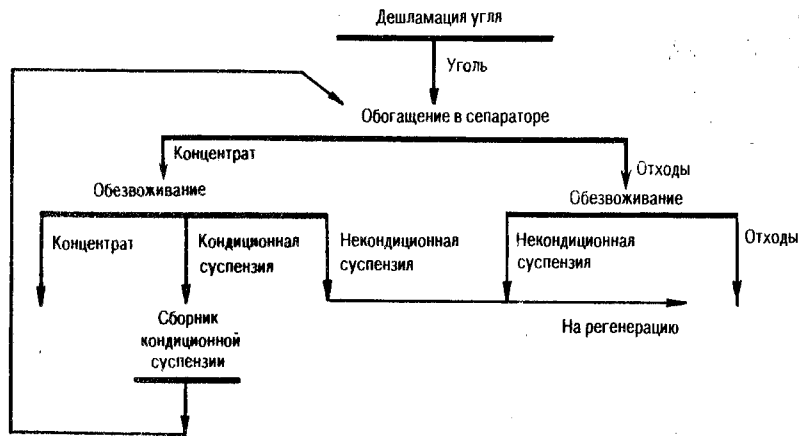 Дешламация угля
Уголь
Обогащение в сепараторе
Концентрат
Отходы
Обезвоживание
Обезвоживание
Концентрат
Кондиционная
суспензия
Некондиционная
суспензия
Некондиционная
суспензия
Отходы
Сборник
кондиционной
суспензии
На регенерацию